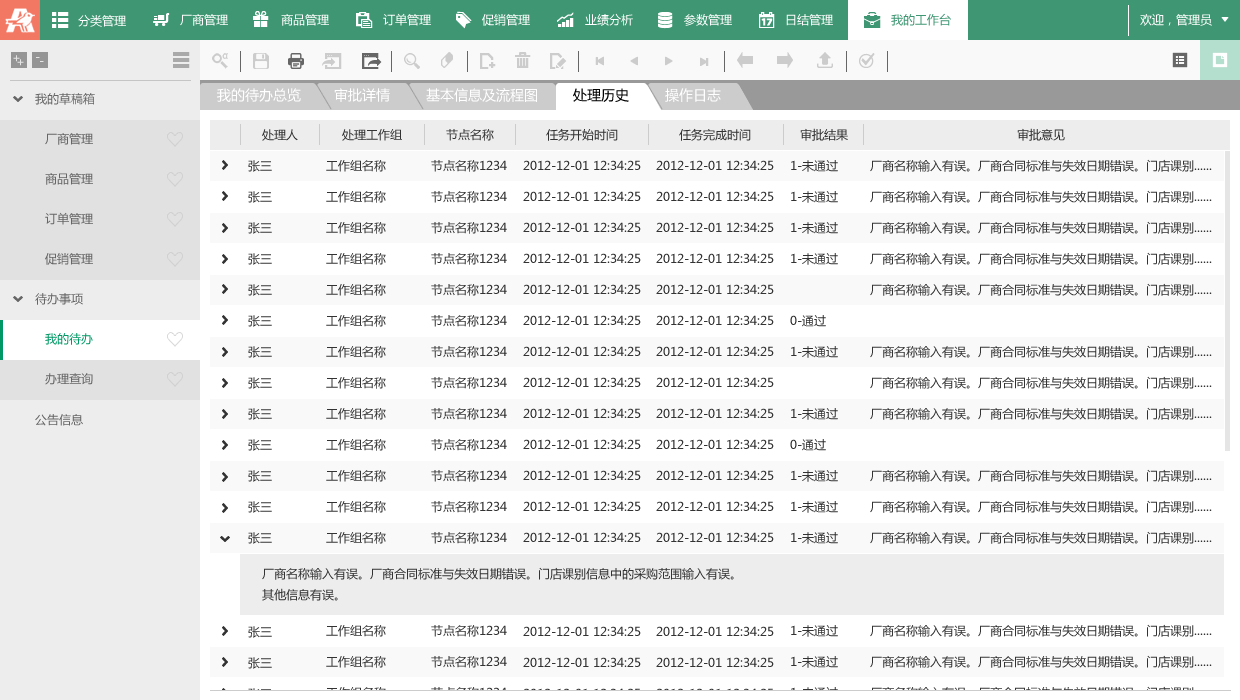 分类管理 厂商管理 商品管理 订单管理 促销管理 业绩分析 参数管理 日结管理 我的工作台 欢迎，管理员
我的草稿箱
厂商管理
商品管理
订单管理
促销管理
待办事项
我的待办
办理查询
公告信息
我的待办总览 审批详情 基本信息及流程图 处理历史 操作日志
处理人 处理工作组 节点名称 任务开始时间 任务完成时间 审批结果 审批意见
张三 工作组名称 节点名称1234 2012-12-01 12:34:25 2012-12-01 12:34:25 1-未通过 厂商名称输入有误。厂商合同标准与失效日期错误。门店课别......
张三 工作组名称 节点名称1234 2012-12-01 12:34:25 2012-12-01 12:34:25 1-未通过 厂商名称输入有误。厂商合同标准与失效日期错误。门店课别......
张三 工作组名称 节点名称1234 2012-12-01 12:34:25 2012-12-01 12:34:25 1-未通过 厂商名称输入有误。厂商合同标准与失效日期错误。门店课别......
张三 工作组名称 节点名称1234 2012-12-01 12:34:25 2012-12-01 12:34:25 1-未通过 厂商名称输入有误。厂商合同标准与失效日期错误。门店课别......
张三 工作组名称 节点名称1234 2012-12-01 12:34:25 2012-12-01 12:34:25 厂商名称输入有误。厂商合同标准与失效日期错误。门店课别......
张三 工作组名称 节点名称1234 2012-12-01 12:34:25 2012-12-01 12:34:25 0-通过
张三 工作组名称 节点名称1234 2012-12-01 12:34:25 2012-12-01 12:34:25 1-未通过 厂商名称输入有误。厂商合同标准与失效日期错误。门店课别......
张三 工作组名称 节点名称1234 2012-12-01 12:34:25 2012-12-01 12:34:25 厂商名称输入有误。厂商合同标准与失效日期错误。门店课别......
张三 工作组名称 节点名称1234 2012-12-01 12:34:25 2012-12-01 12:34:25 1-未通过 厂商名称输入有误。厂商合同标准与失效日期错误。门店课别......
张三 工作组名称 节点名称1234 2012-12-01 12:34:25 2012-12-01 12:34:25 0-通过
张三 工作组名称 节点名称1234 2012-12-01 12:34:25 2012-12-01 12:34:25 1-未通过 厂商名称输入有误。厂商合同标准与失效日期错误。门店课别......
张三 工作组名称 节点名称1234 2012-12-01 12:34:25 2012-12-01 12:34:25 1-未通过 厂商名称输入有误。厂商合同标准与失效日期错误。门店课别......
张三 工作组名称 节点名称1234 2012-12-01 12:34:25 2012-12-01 12:34:25 1-未通过 厂商名称输入有误。厂商合同标准与失效日期错误。门店课别......
厂商名称输入有误。厂商合同标准与失效日期错误。门店课别信息中的采购范围输入有误。
其他信息有误。
张三 工作组名称 节点名称1234 2012-12-01 12:34:25 2012-12-01 12:34:25 1-未通过 厂商名称输入有误。厂商合同标准与失效日期错误。门店课别......
张三 工作组名称 节点名称1234 2012-12-01 12:34:25 2012-12-01 12:34:25 1-未通过 厂商名称输入有误。厂商合同标准与失效日期错误。门店课别......